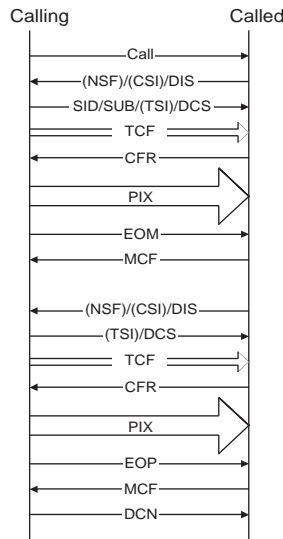 Calling Called
Call
(NSF)/(CSI)/DIS
SID/SUB/(TSI)/DCS
TCF
CFR
PIX
EOM
MCF
(NSF)/(CSI)/DIS
(TSI)/DCS
TCF
CFR
PIX
EOP
MCF
DCN